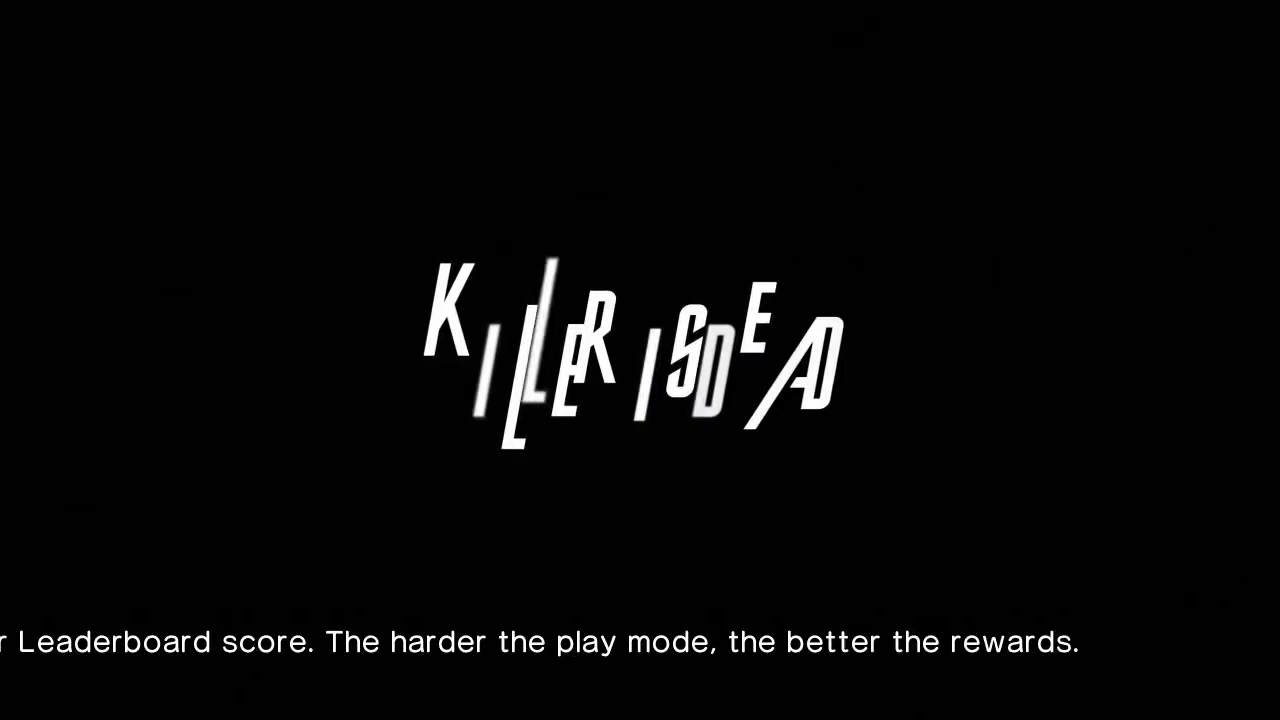 KILLER IS DEAD
r Leaderboard score. The harder the play mode, the better the rewards.